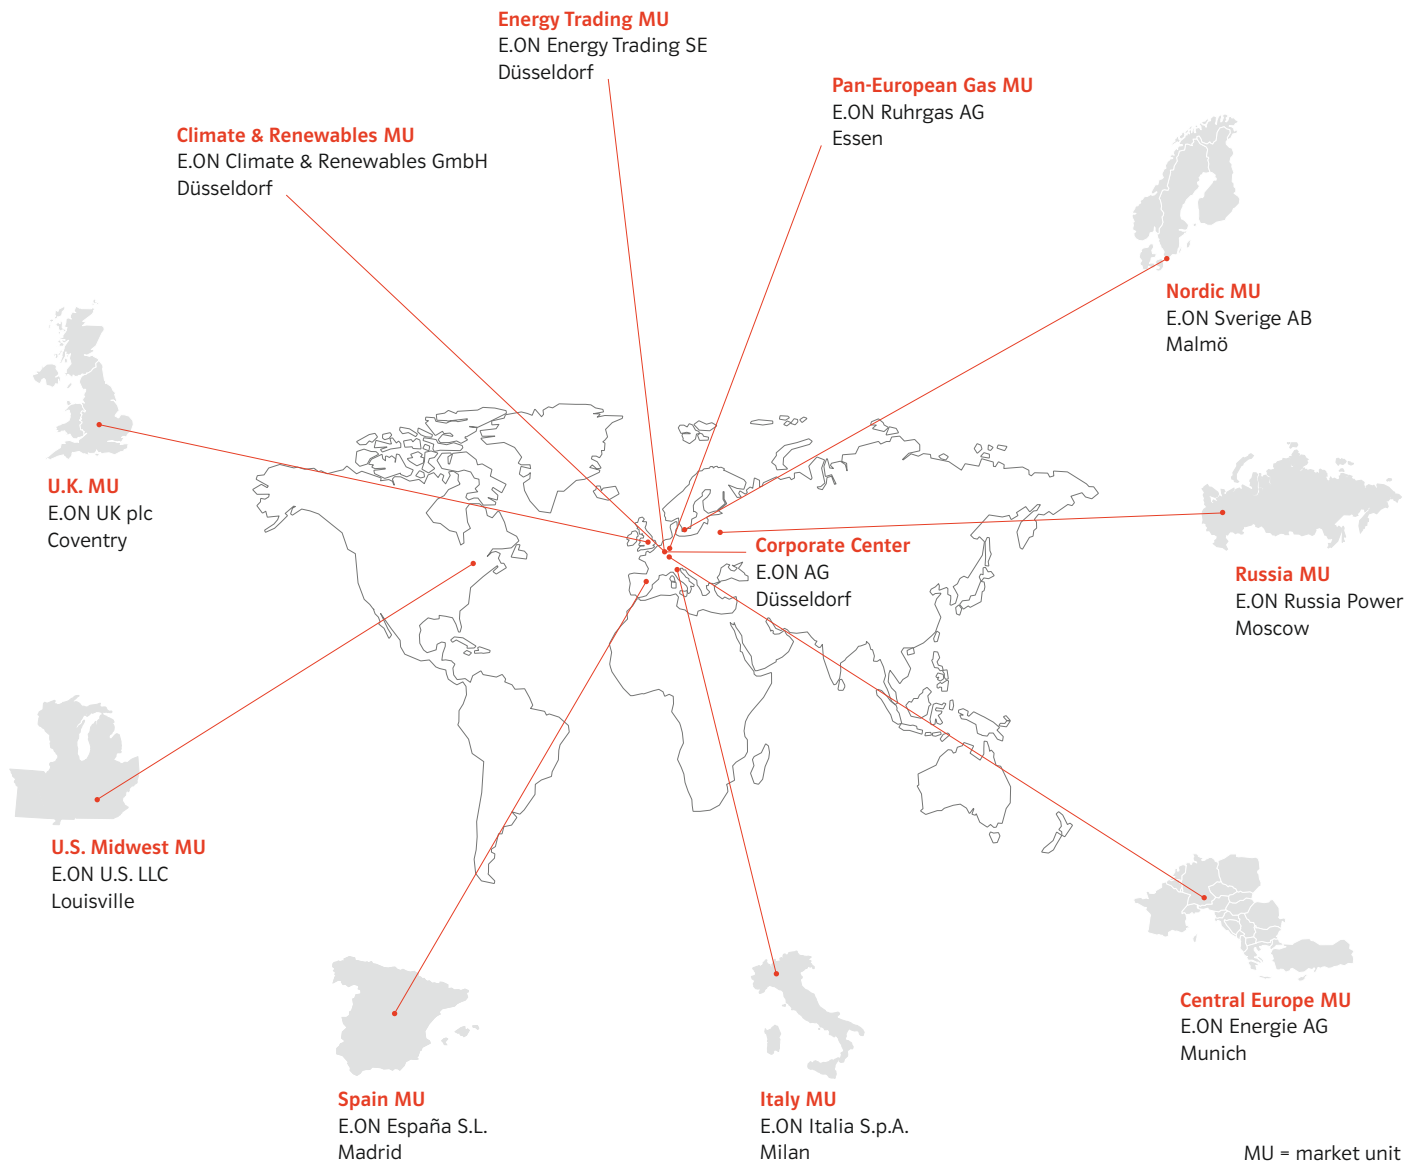 Energy Trading MU
E.ON Energy Trading SE
Düsseldorf
Pan-European Gas MU
E.ON Ruhrgas AG
Essen
Climate & Renewables MU
E.ON Climate & Renewables GmbH
Düsseldorf
Nordic MU
E.ON Sverige AB
Malmö
U.K. MU
E.ON UK plc
Coventry
Corporate Center
E.ON AG
Düsseldorf
Russia MU
E.ON Russia Power
Moscow
U.S. Midwest MU
E.ON U.S. LLC
Louisville
Central Europe MU
E.ON Energie AG
Munich
Spain MU
E.ON España S.L.
Madrid
Italy MU
E.ON Italia S.p.A.
Milan
MU = market unit